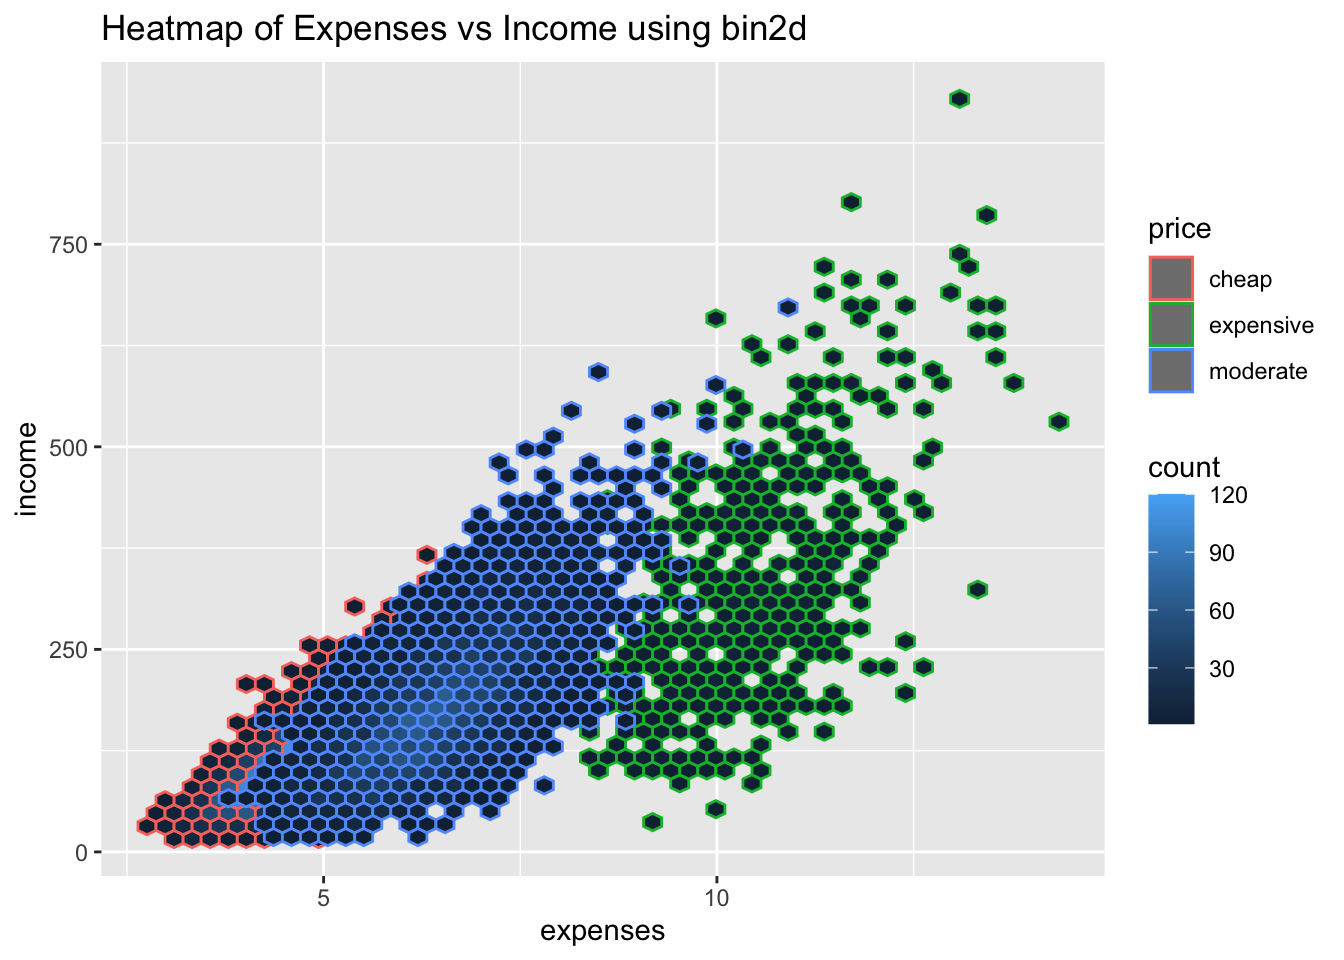 Heatmap of Expenses vs Income using bin2d
income
750
500
250
0
5
10
expenses
price
cheap
expensive
moderate
count
120
90
60
30